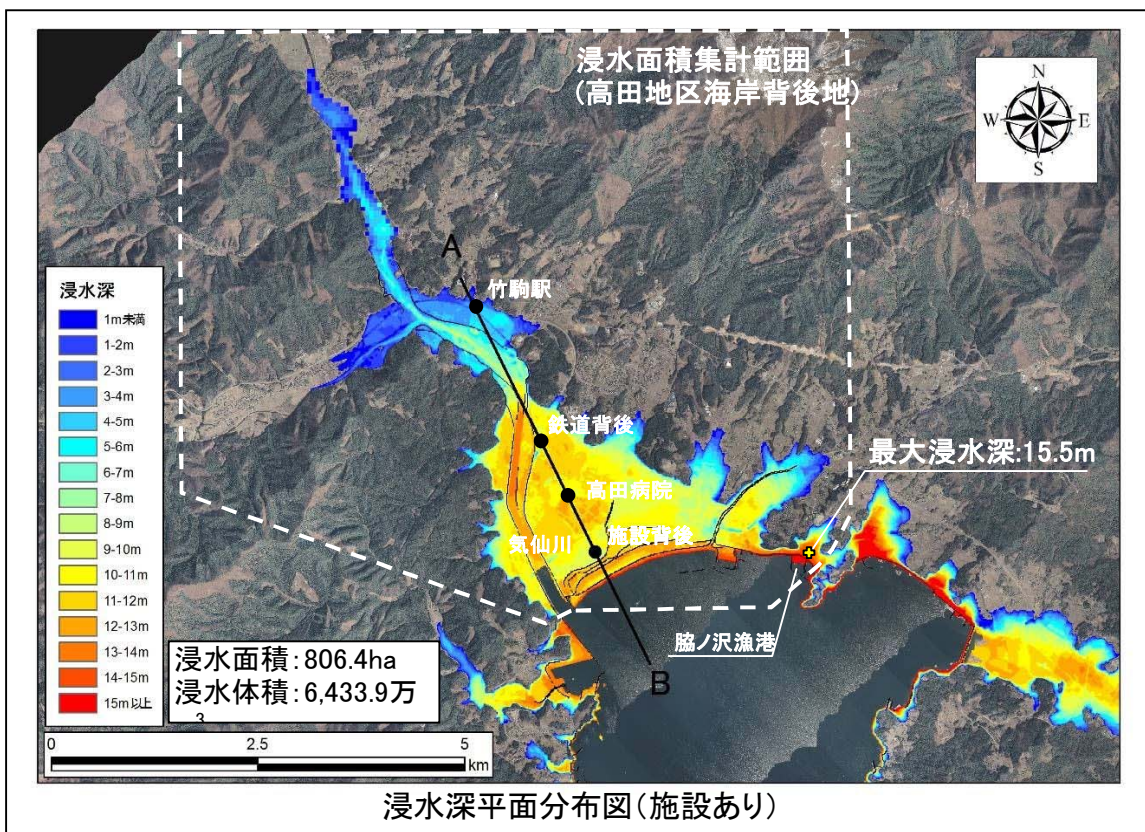 浸水面積集計範囲
(高田地区海岸背後地)
N
W
E
S
A
竹駒駅
浸水深
1m未満
1-2m
2-3m
3-4m
4-5m
5-6m
6-7m
7-8m
8-9m
9-10m
10-11m
11-12m
12-13m
13-14m
14-15m
15m以上
鉄道背後
最大浸水深:15.5m
高田病院
気仙川
施設背後
脇ノ沢漁港
B
浸水面積:806.4ha
浸水体積:6,433.9万
3
0
2.5
5
km
浸水深平面分布図(施設あり)